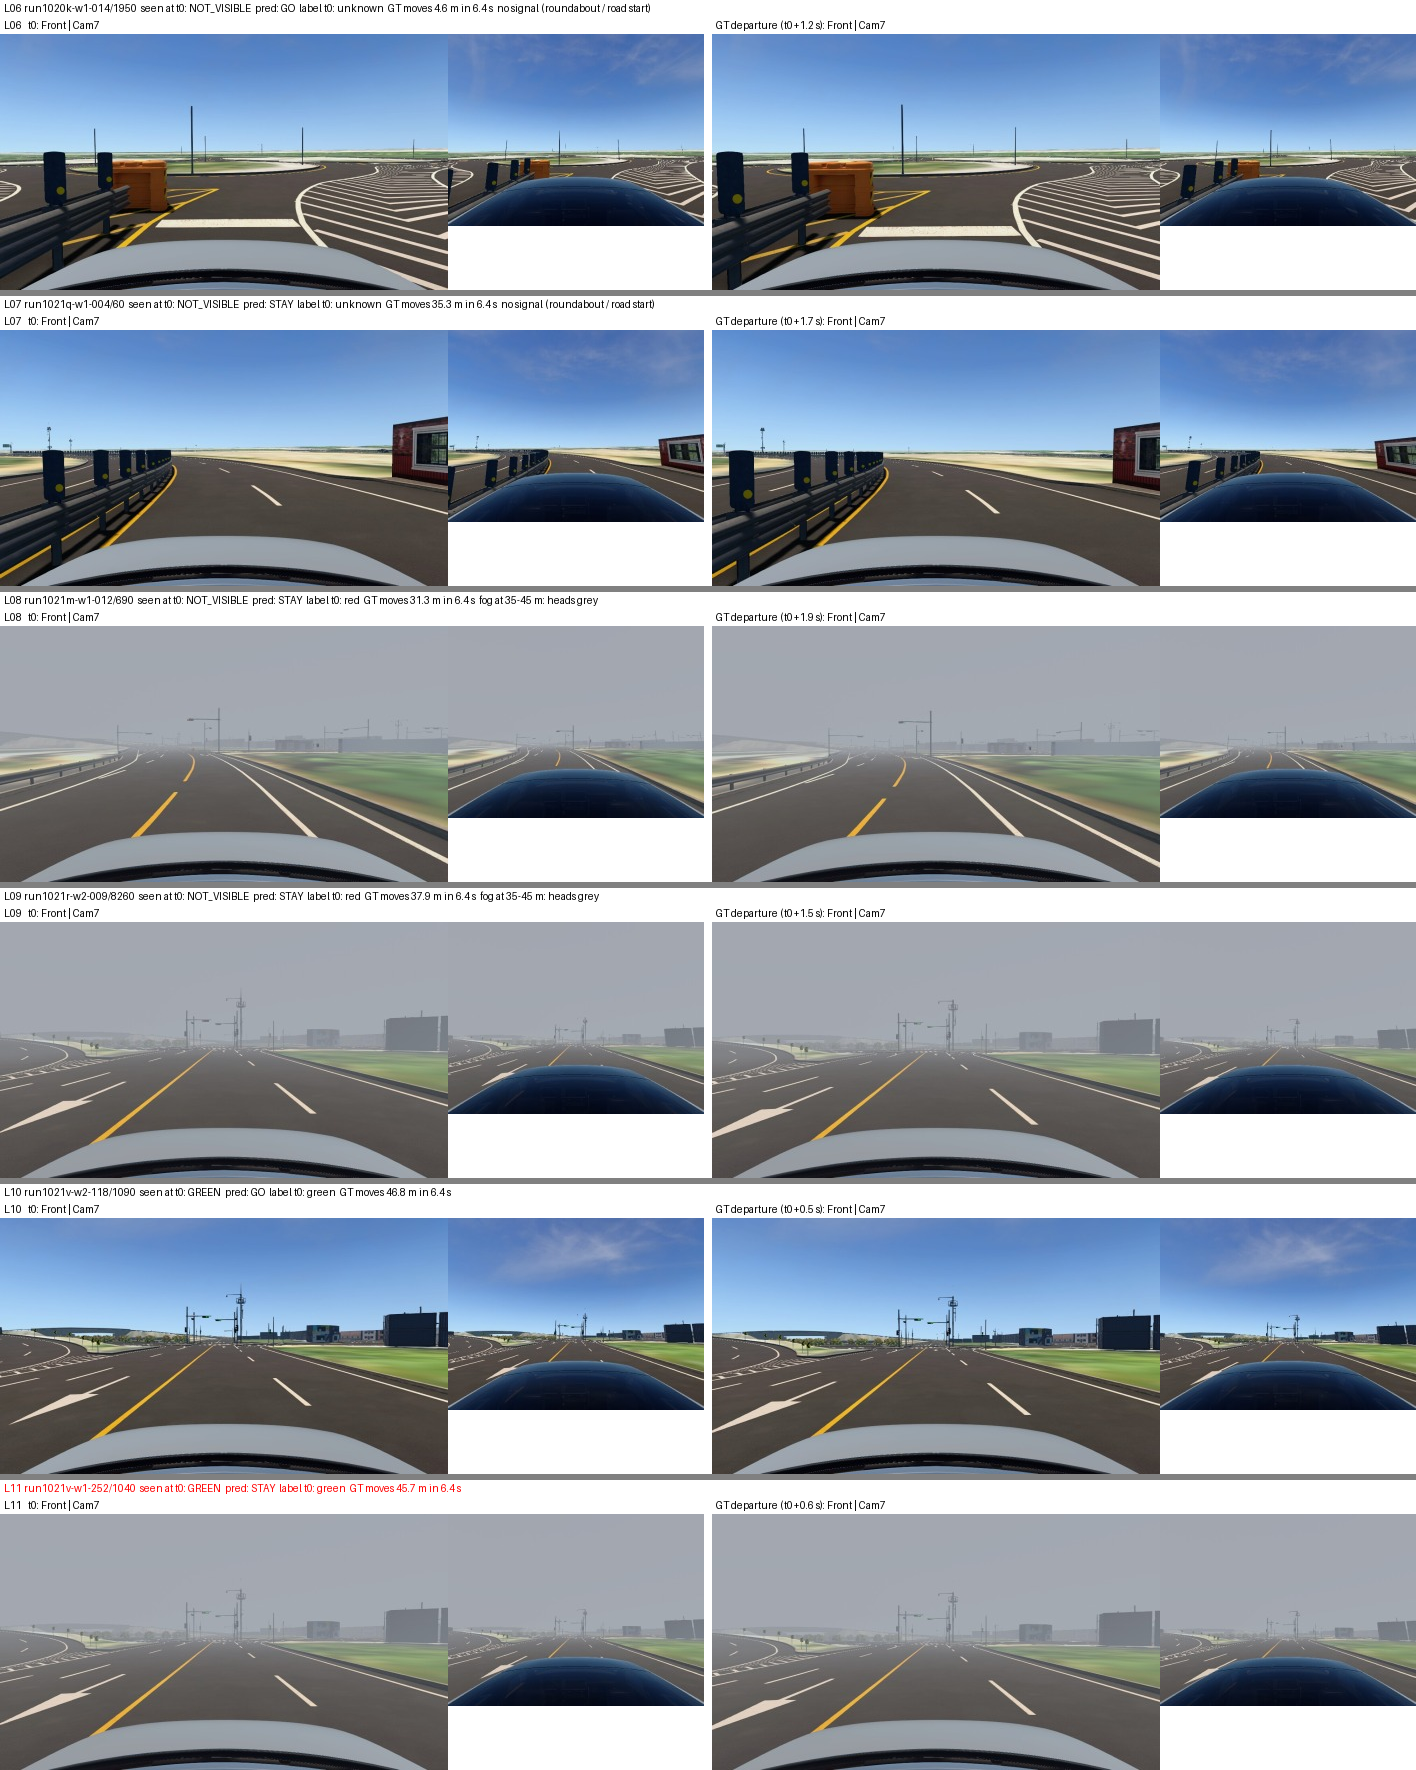 L06 run1020k-w1-014/1950 seen at t0: NOT_VISIBLE pred: GO label t0: unknown GT moves 4.6 m in 6.4 s no signal (roundabout / road start)
L06 t0: Front | Cam7
GT departure (t0+1.2 s): Front | Cam7
L07 run1021q-w1-004/60 seen at t0: NOT_VISIBLE pred: STAY label t0: unknown GT moves 35.3 m in 6.4 s no signal (roundabout / road start)
L07 t0: Front | Cam7
GT departure (t0+1.7 s): Front | Cam7
L08 run1021m-w1-012/690 seen at t0: NOT_VISIBLE pred: STAY label t0: red GT moves 31.3 m in 6.4 s fog at 35-45 m: heads grey
L08 t0: Front | Cam7
GT departure (t0+1.9 s): Front | Cam7
L09 run1021r-w2-009/8260 seen at t0: NOT_VISIBLE pred: STAY label t0: red GT moves 37.9 m in 6.4 s fog at 35-45 m: heads grey
L09 t0: Front | Cam7
GT departure (t0+1.5 s): Front | Cam7
L10 run1021v-w2-118/1090 seen at t0: GREEN pred: GO label t0: green GT moves 46.8 m in 6.4 s
L10 t0: Front | Cam7
GT departure (t0+0.5 s): Front | Cam7
L11 run1021v-w1-252/1040 seen at t0: GREEN pred: STAY label t0: green GT moves 45.7 m in 6.4 s
L11 t0: Front | Cam7
GT departure (t0+0.6 s): Front | Cam7